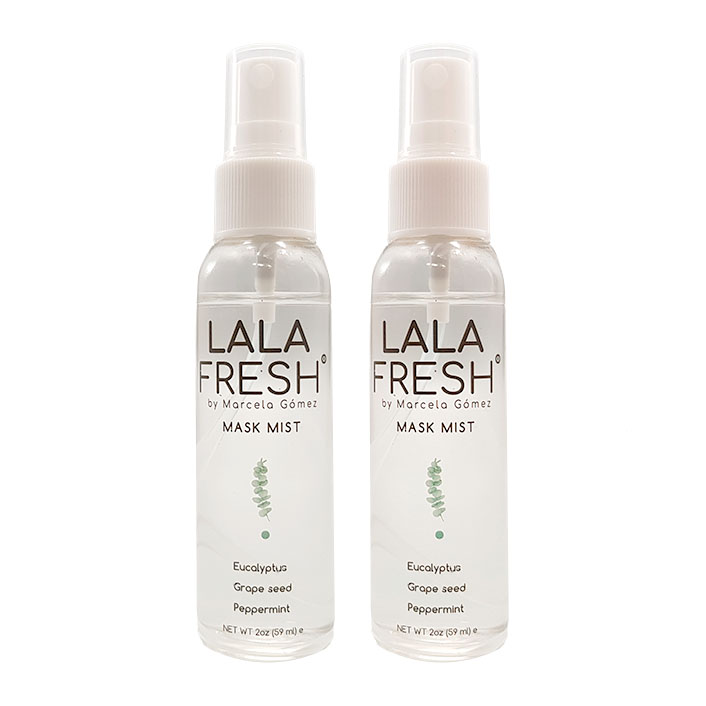 LALA
FRESH®
by Marcela Gómez
MASK MIST
Eucalyptus
Grape seed
Peppermint
NET WT 2oz (59 ml) e
LALA
FRESH®
by Marcela Gómez
MASK MIST
Eucalyptus
Grape seed
Peppermint
NET WT 2oz (59 ml) e